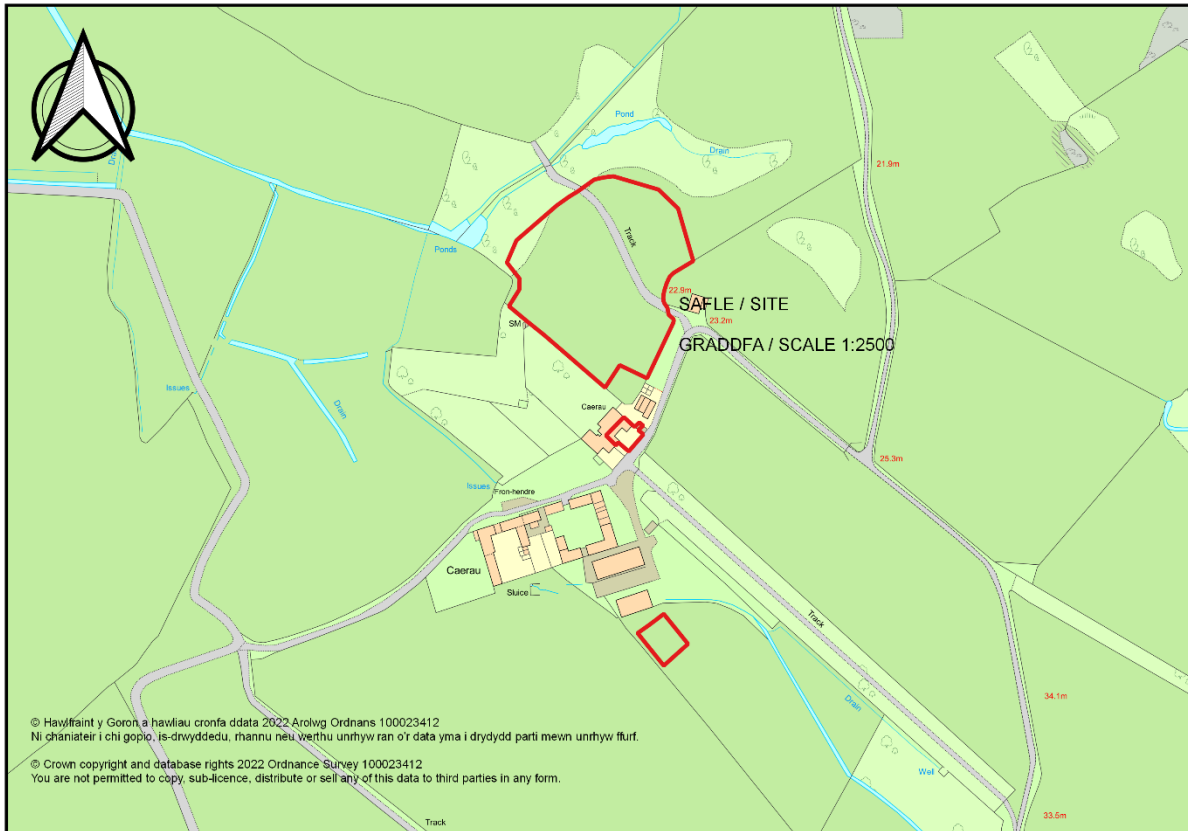 Pond
Drain
21.9m
Track
Ponds
22.9m
SAFLE / SITE
23.2m
SM
GRADDFA / SCALE 1:2500
Issues
Drain
Caerau
25.3m
Issues
Fron-hendre
Caerau
Sluice
Track
34.1m
Drain
© Hawlfraint y Goron a hawliau cronfa ddata 2022 Arolwg Ordnans 100023412
Ni chaniateir i chi gopio, is-drwyddedu, rhannu neu werthu unrhyw ran o'r data yma i drydydd parti mewn unrhyw ffurf.
© Crown copyright and database rights 2022 Ordnance Survey 100023412
You are not permitted to copy, sub-licence, distribute or sell any of this data to third parties in any form.
Well
33.5m
Track